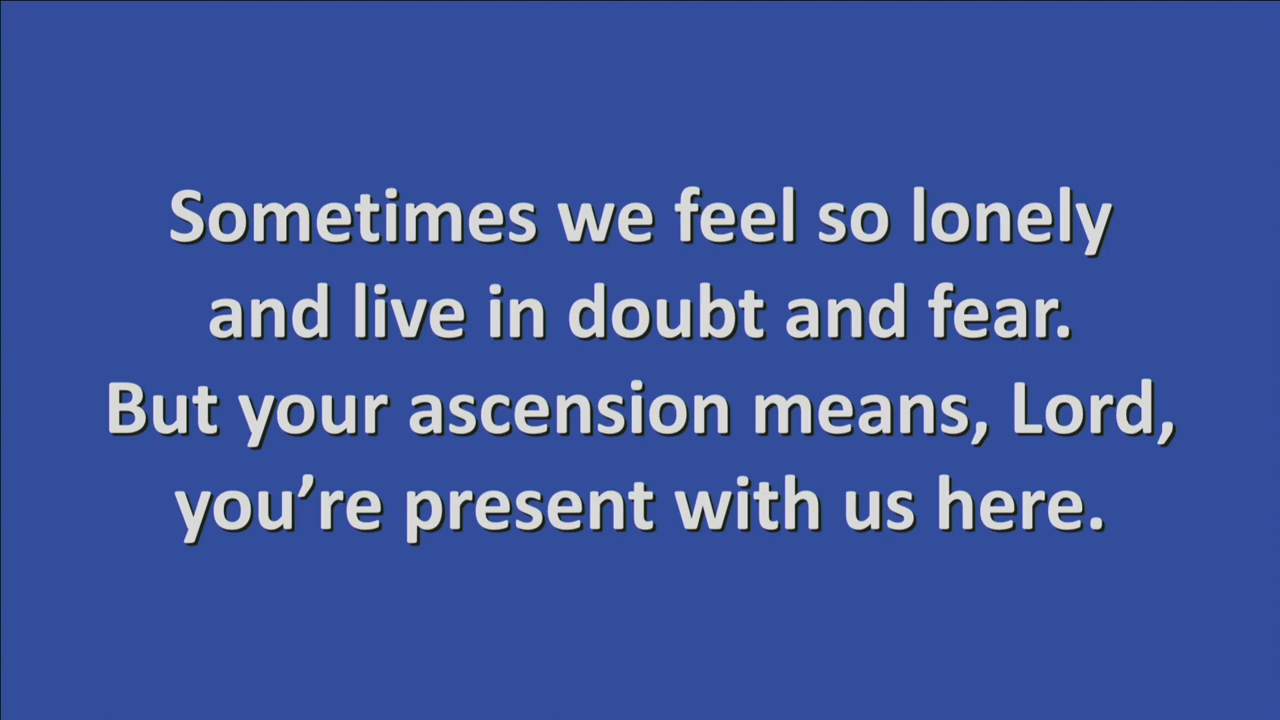 Sometimes we feel so lonely
and live in doubt and fear.
But your ascension means, Lord,
you’re present with us here.